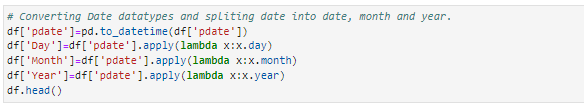 # Converting Date datatypes and spliting date into date, month and year.
df['pdate']=pd.to_datetime(df['pdate'])
df['Day']=df['pdate'].apply(lambda x:x.day)
df['Month']=df['pdate'].apply(lambda x:x.month)
df['Year']=df['pdate'].apply(lambda x:x.year)
df.head()